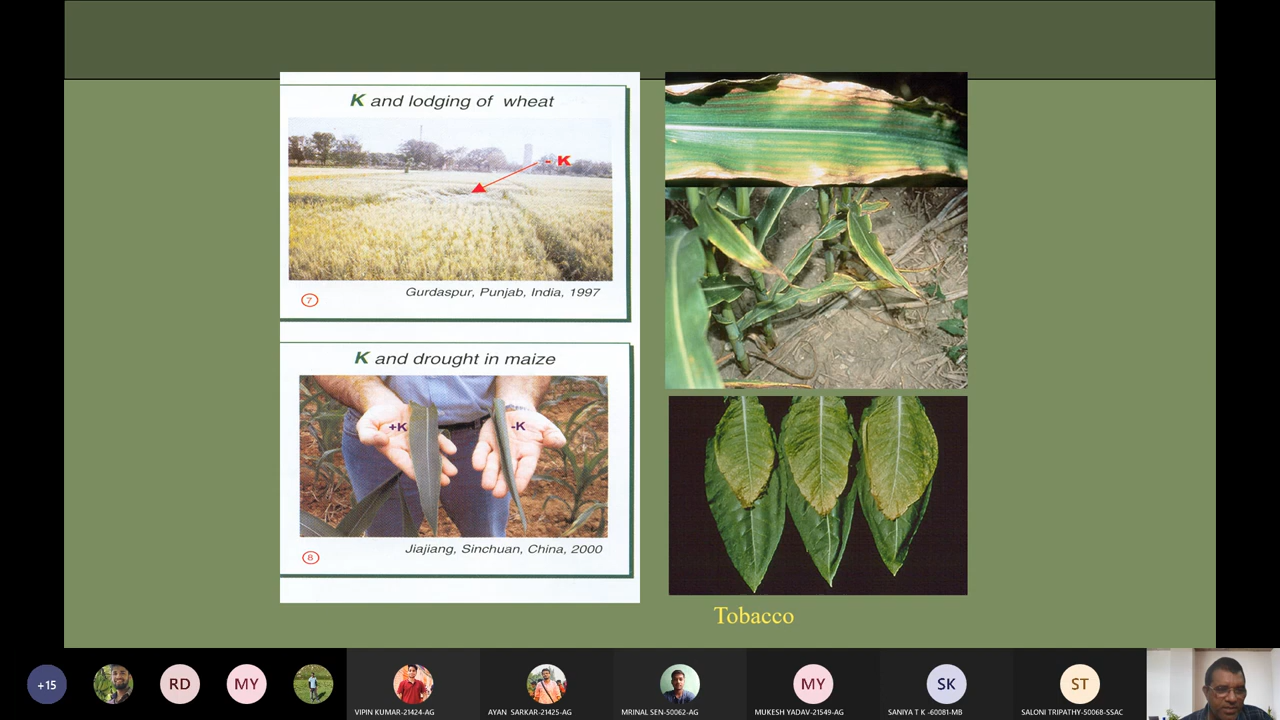 K and lodging of wheat
- K
Gurdaspur, Punjab, India, 1997
7
K and drought in maize
+K
-K
Jiajiang, Sinchuan, China, 2000
8
Tobacco
+15
RD
MY
VIPIN KUMAR-21424-AG
AYAN SARKAR-21425-AG
MRINAL SEN-50062-AG
MY
MUKESH YADAV-21549-AG
SK
SANIYA T K -60081-MB
ST
SALONI TRIPATHY-50068-SSAC